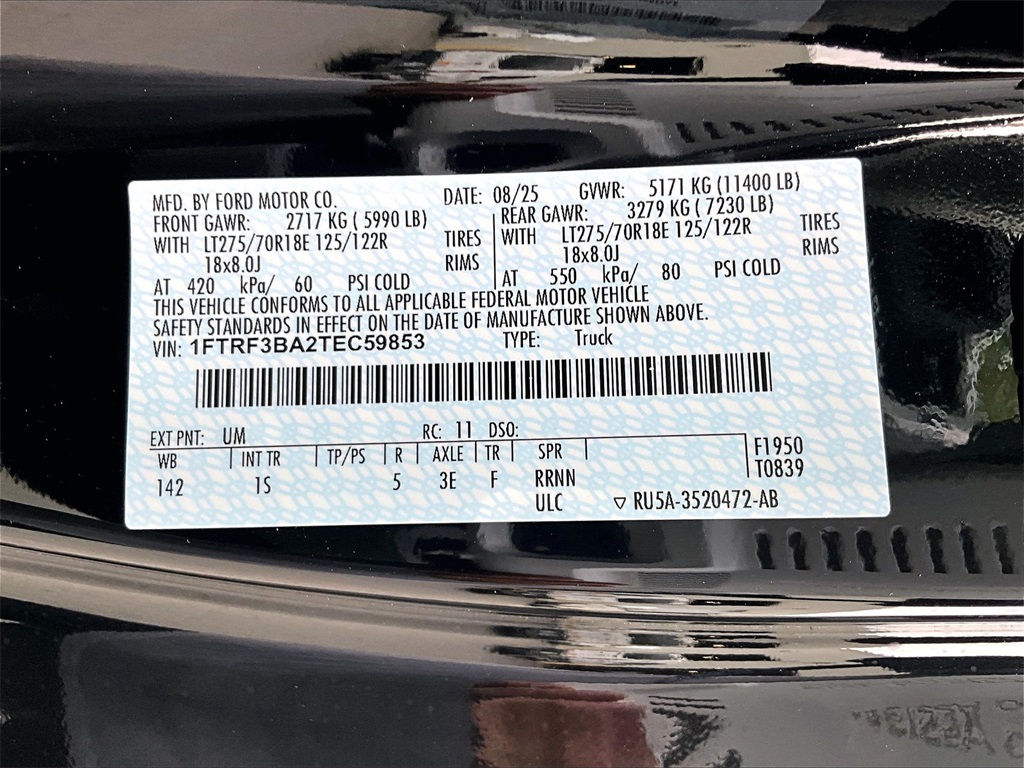 MFD. BY FORD MOTOR CO. DATE: 08/25 GVWR: 5171 KG (11400 LB)
FRONT GAWR: 2717 KG ( 5990 LB) REAR GAWR: 3279 KG ( 7230 LB)
WITH LT275/70R18E 125/122R TIRES WITH LT275/70R18E 125/122R TIRES
18x8.0J RIMS 18x8.0J RIMS
AT 420 kPa/ 60 PSI COLD AT 550 kPa/ 80 PSI COLD
THIS VEHICLE CONFORMS TO ALL APPLICABLE FEDERAL MOTOR VEHICLE
SAFETY STANDARDS IN EFFECT ON THE DATE OF MANUFACTURE SHOWN ABOVE.
VIN: 1FTRF3BA2TEC59853 TYPE: Truck
EXT PNT: UM RC: 11 DSO:
WB INT TR TP/PS R AXLE TR SPR F1950
142 1S 5 3E F RRNN T0839
ULC ▽ RU5A-3520472-AB